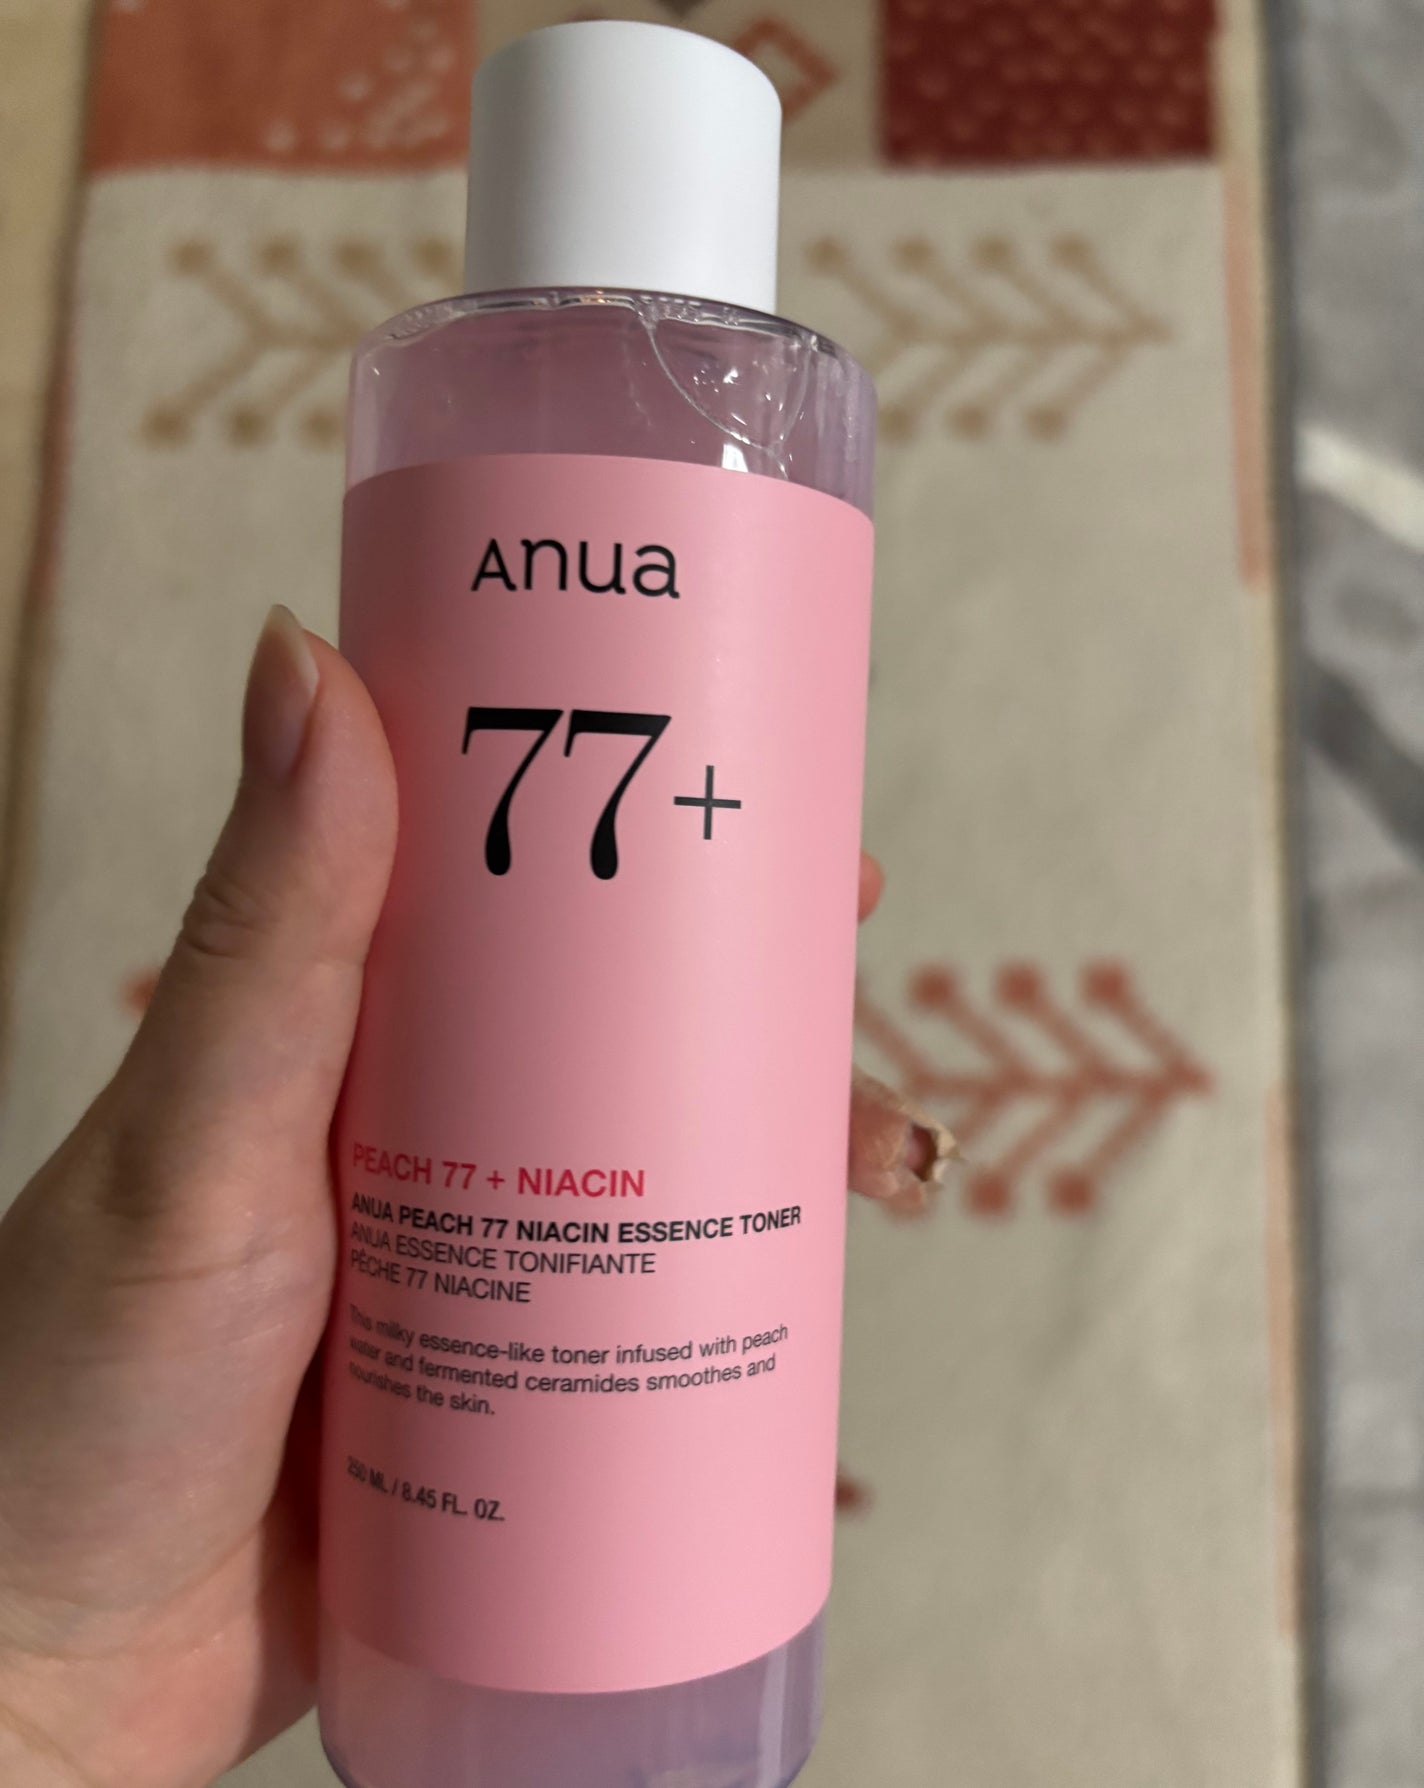 Anua
77+
PEACH 77 + NIACIN
ANUA PEACH 77 NIACIN ESSENCE TONER
ANUA ESSENCE TONIFIANTE
PÊCHE 77 NIACINE
This milky essence-like toner infused with peach
water and fermented ceramides smoothes and
nourishes the skin.
250 ML / 8.45 FL. OZ.